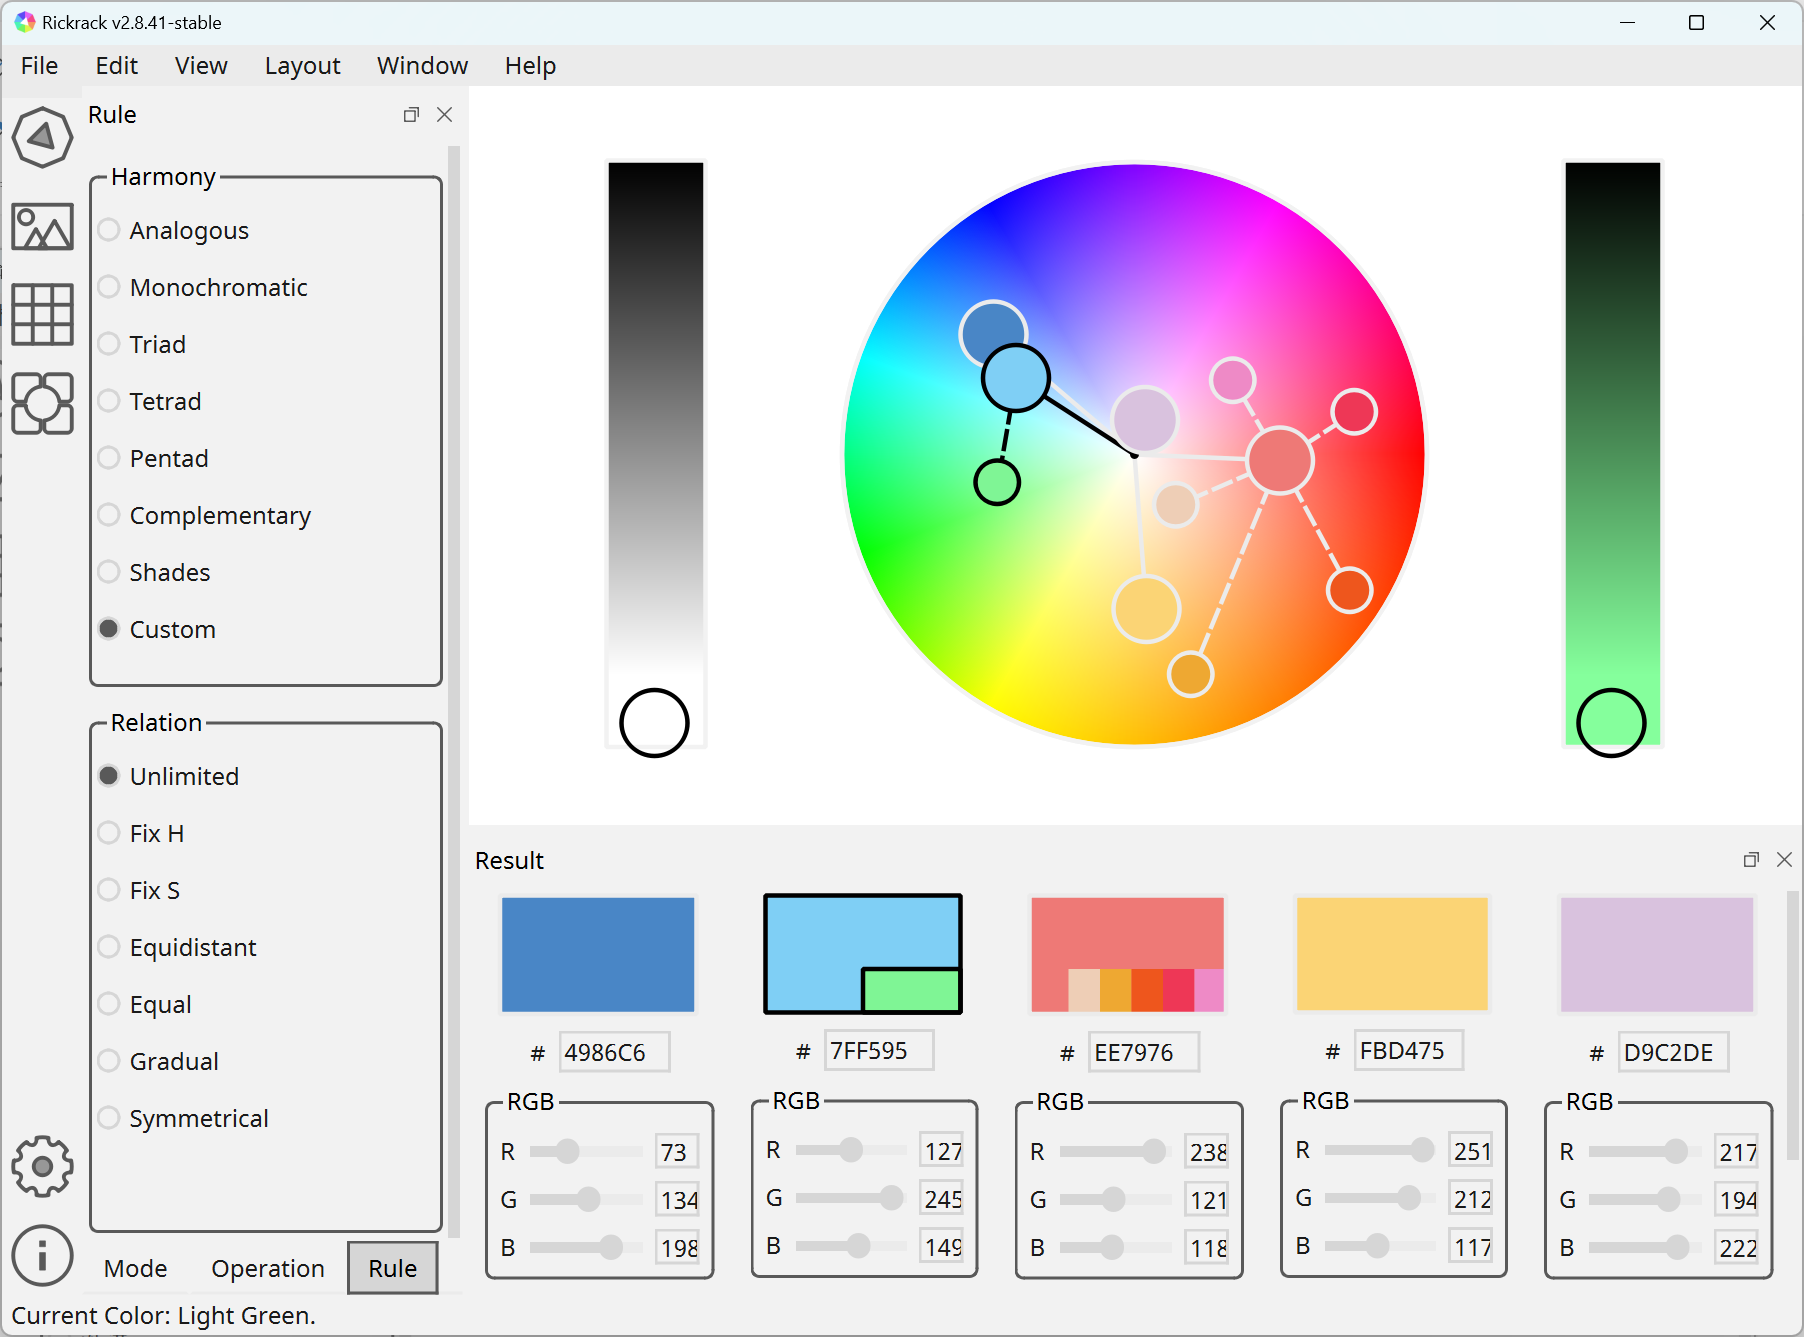 Rickrack v2.8.41-stable
File Edit View Layout Window Help
Rule
Harmony
Analogous
Monochromatic
Triad
Tetrad
Pentad
Complementary
Shades
Custom
Relation
Unlimited
Fix H
Fix S
Equidistant
Equal
Gradual
Symmetrical
Mode Operation Rule
Result
# 4986C6 # 7FF595 # EE7976 # FBD475 # D9C2DE
RGB RGB RGB RGB RGB
R 73 R 127 R 238 R 251 R 217
G 134 G 245 G 121 G 212 G 194
B 198 B 149 B 118 B 117 B 222
Current Color: Light Green.